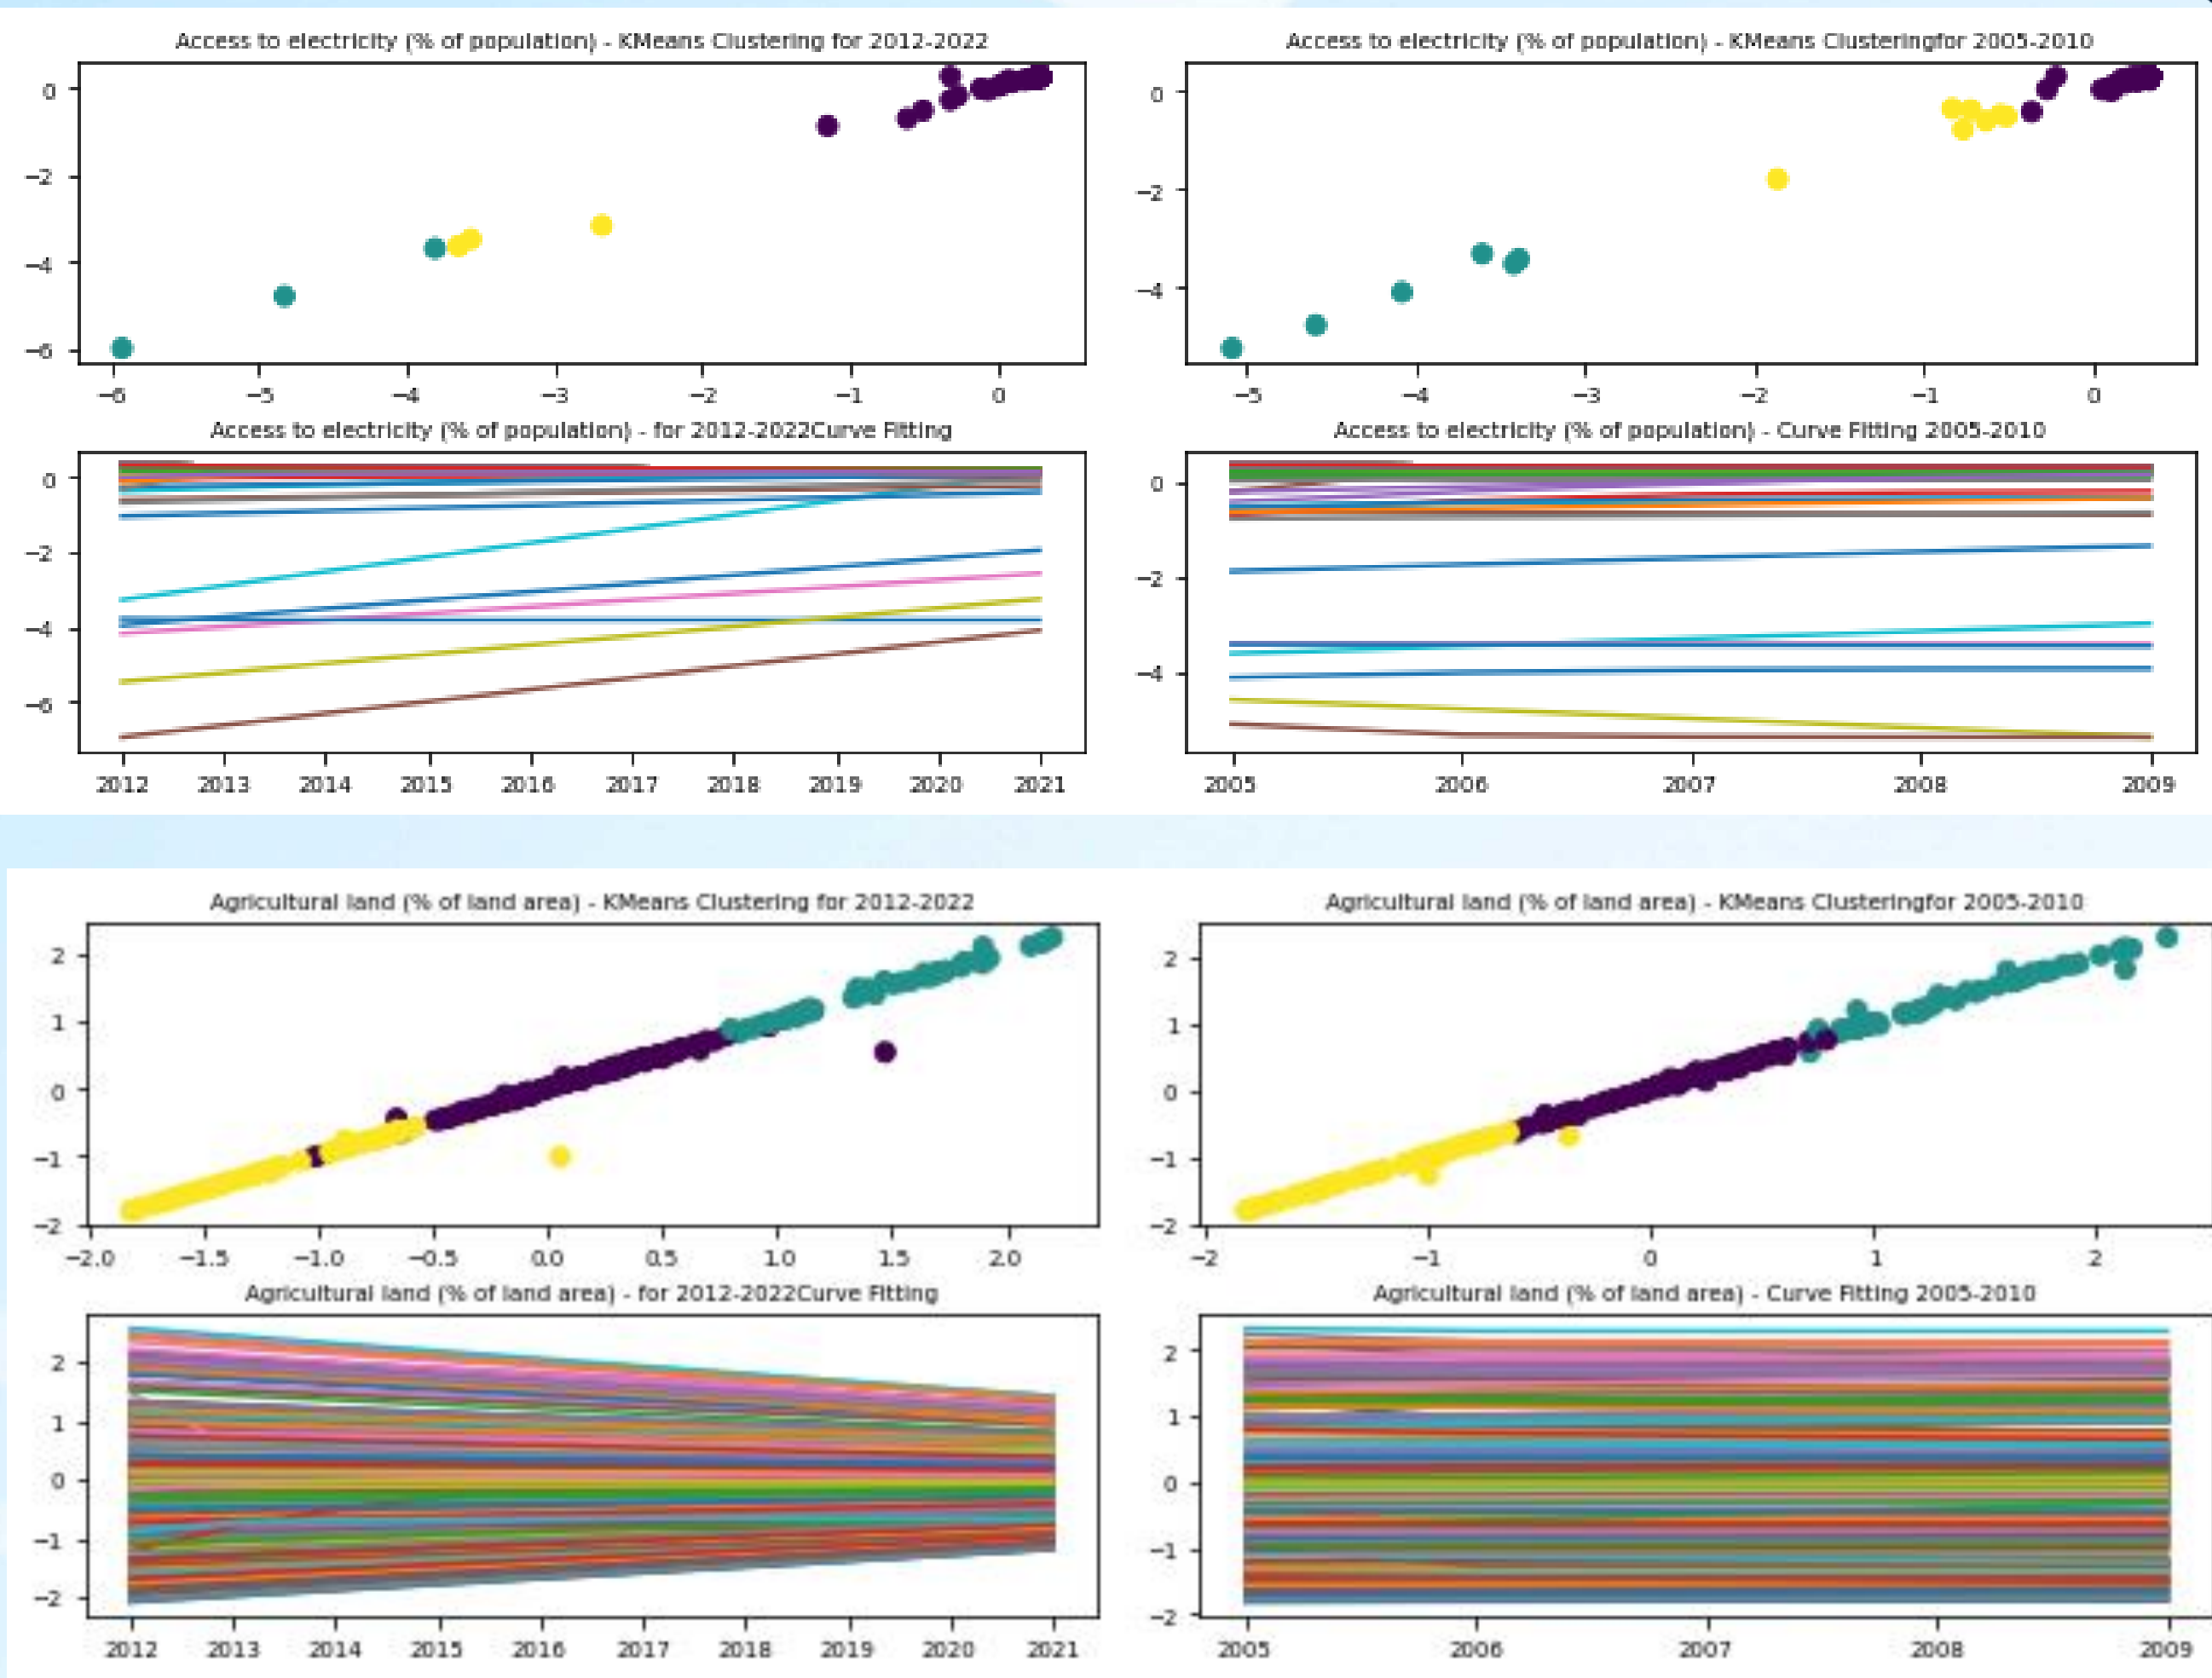 Access to electricity (% of population) - KMeans Clustering for 2012-2022
0
−2
−4
−6
−6 −5 −4 −3 −2 −1 0
Access to electricity (% of population) - KMeans Clusteringfor 2005-2010
0
−2
−4
−5 −4 −3 −2 −1 0
Access to electricity (% of population) - for 2012-2022Curve Fitting
0
−2
−4
−6
2012 2013 2014 2015 2016 2017 2018 2019 2020 2021
Access to electricity (% of population) - Curve Fitting 2005-2010
0
−2
−4
2005 2006 2007 2008 2009
Agricultural land (% of land area) - KMeans Clustering for 2012-2022
2
1
0
−1
−2
−2.0 −1.5 −1.0 −0.5 0.0 0.5 1.0 1.5 2.0
Agricultural land (% of land area) - KMeans Clusteringfor 2005-2010
2
1
0
−1
−2
−2 −1 0 1 2
Agricultural land (% of land area) - for 2012-2022Curve Fitting
2
1
0
−1
−2
2012 2013 2014 2015 2016 2017 2018 2019 2020 2021
Agricultural land (% of land area) - Curve Fitting 2005-2010
2
1
0
−1
−2
2005 2006 2007 2008 2009